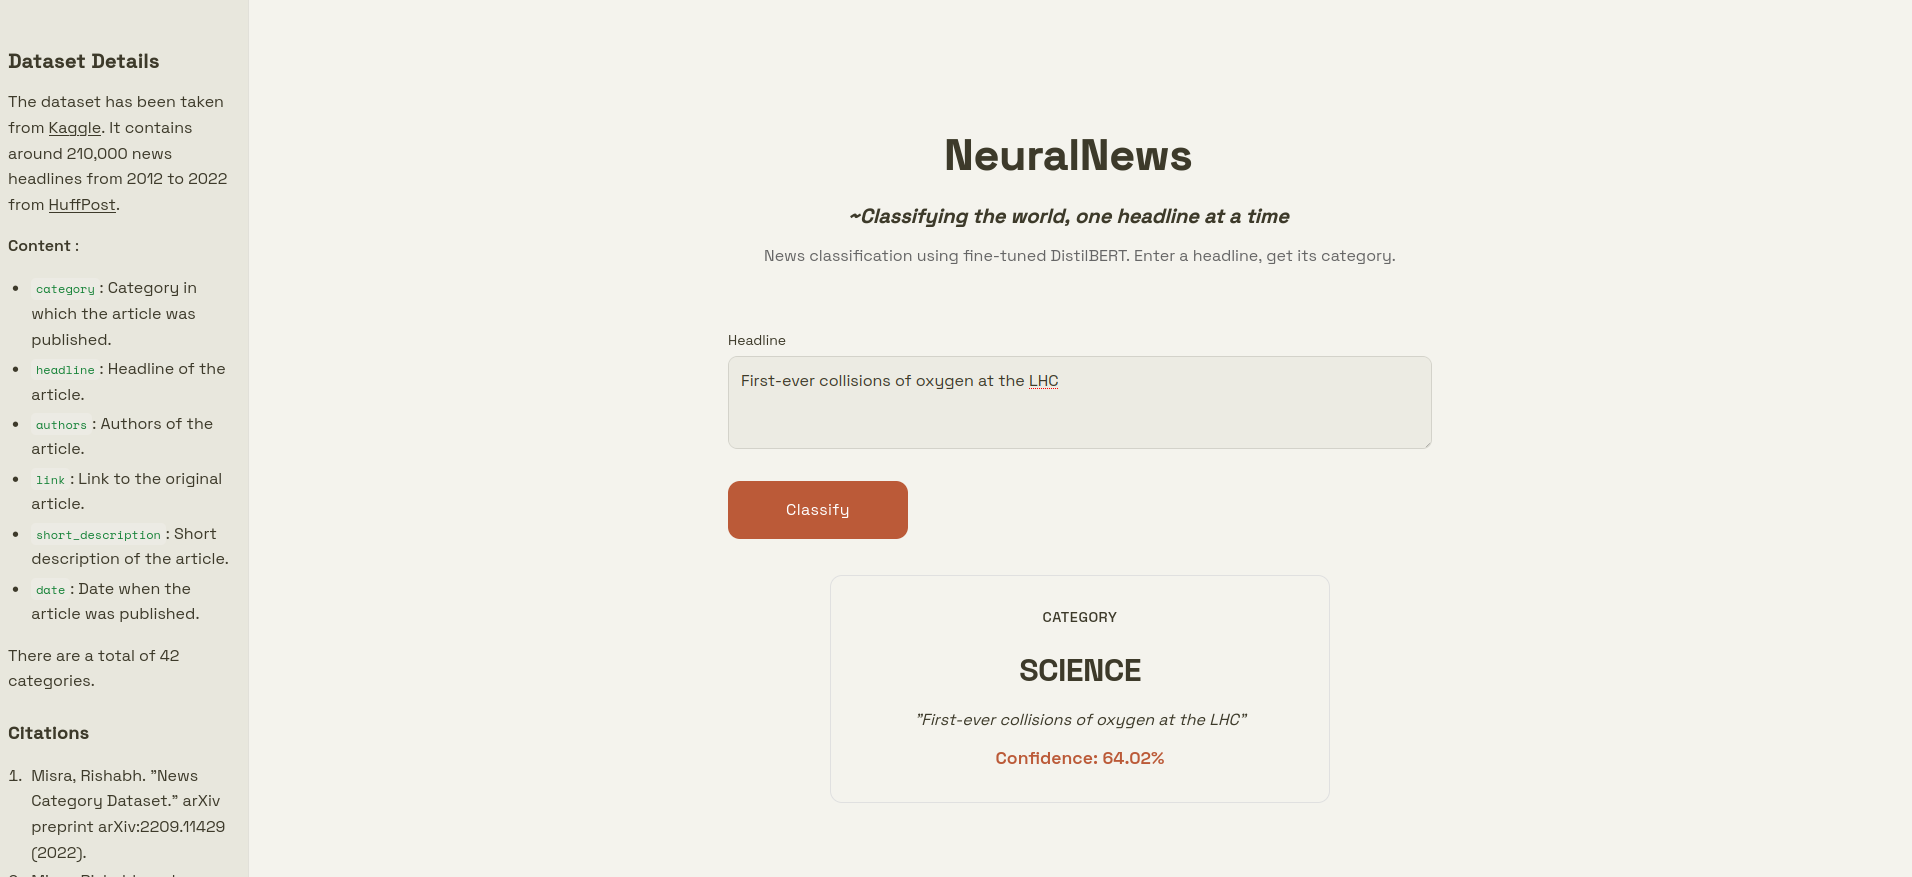 Dataset Details
The dataset has been taken
from Kaggle. It contains
around 210,000 news
headlines from 2012 to 2022
from HuffPost.
Content :
• category : Category in
which the article was
published.
• headline : Headline of the
article.
• authors : Authors of the
article.
• link : Link to the original
article.
• short_description : Short
description of the article.
• date : Date when the
article was published.
There are a total of 42
categories.
Citations
1. Misra, Rishabh. "News
Category Dataset." arXiv
preprint arXiv:2209.11429
(2022).
NeuralNews
~Classifying the world, one headline at a time
News classification using fine-tuned DistilBERT. Enter a headline, get its category.
Headline
First-ever collisions of oxygen at the LHC
Classify
CATEGORY
SCIENCE
"First-ever collisions of oxygen at the LHC"
Confidence: 64.02%